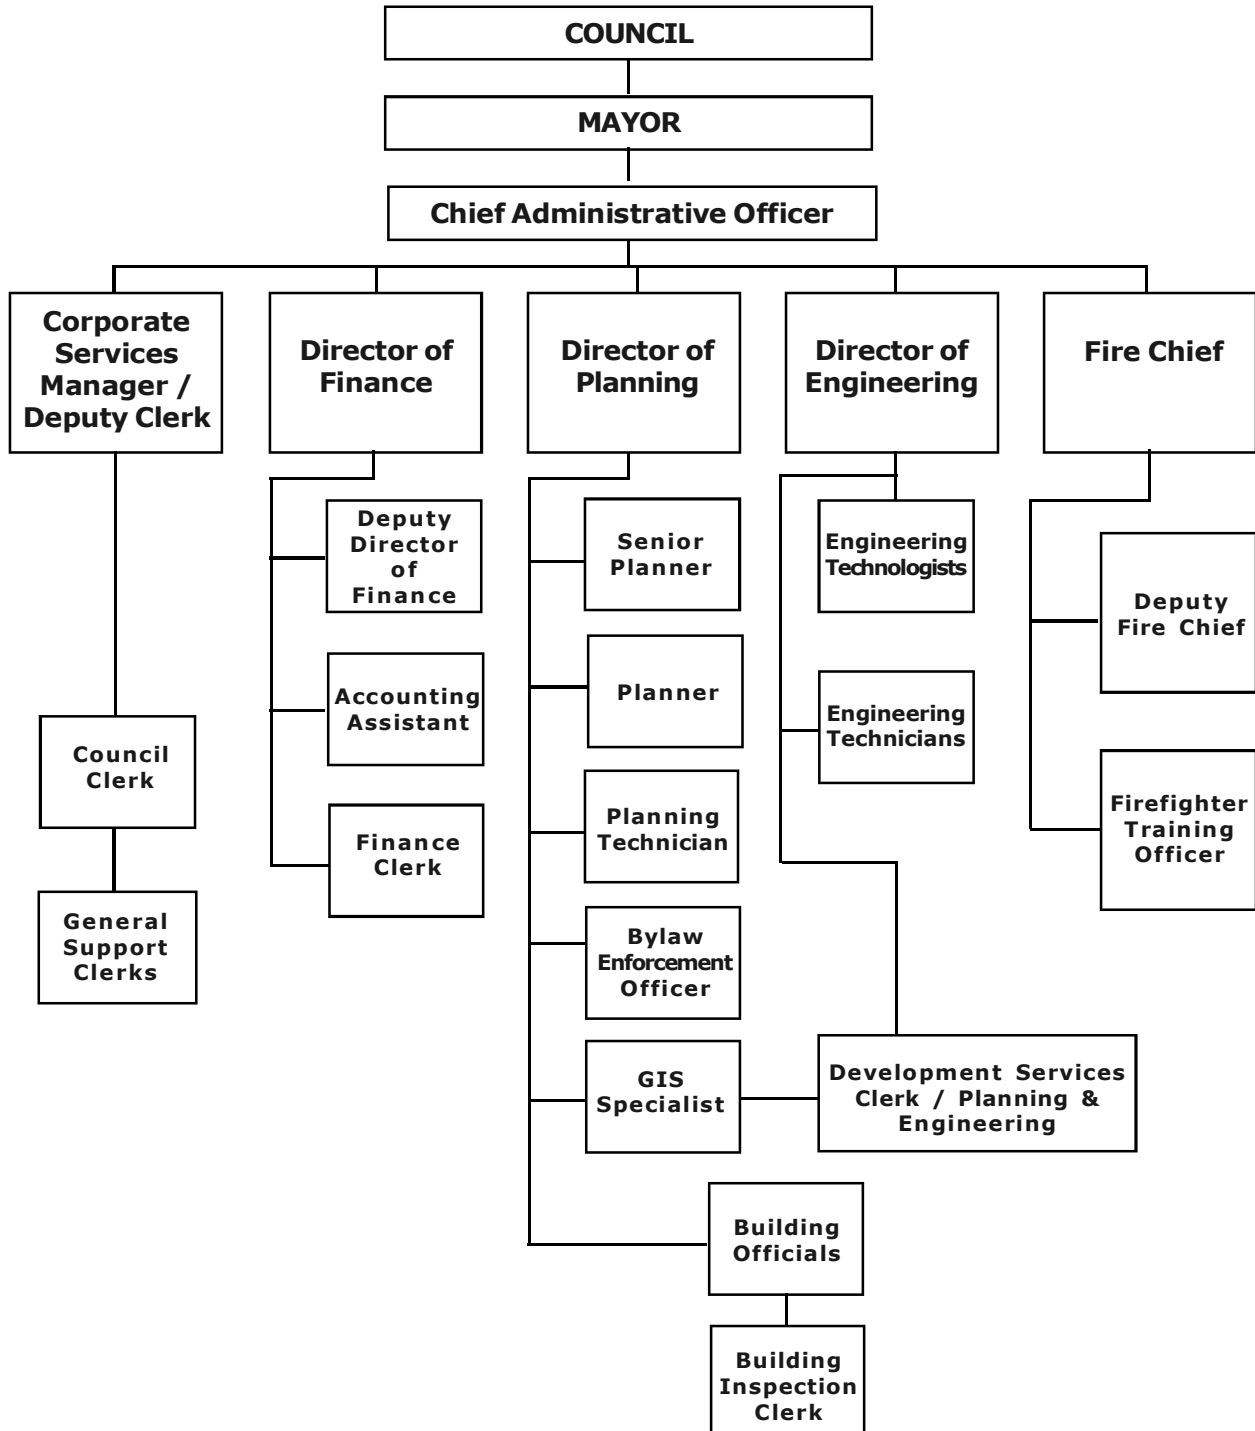 COUNCIL
MAYOR
Chief Administrative Officer
Corporate
Services
Manager /
Deputy Clerk
Director of
Finance
Director of
Planning
Director of
Engineering
Fire Chief
Council
Clerk
General
Support
Clerks
Deputy
Director
of
Finance
Accounting
Assistant
Finance
Clerk
Senior
Planner
Planner
Planning
Technician
Bylaw
Enforcement
Officer
GIS
Specialist
Building
Officials
Building
Inspection
Clerk
Engineering
Technologists
Engineering
Technicians
Development Services
Clerk / Planning &
Engineering
Deputy
Fire Chief
Firefighter
Training
Officer